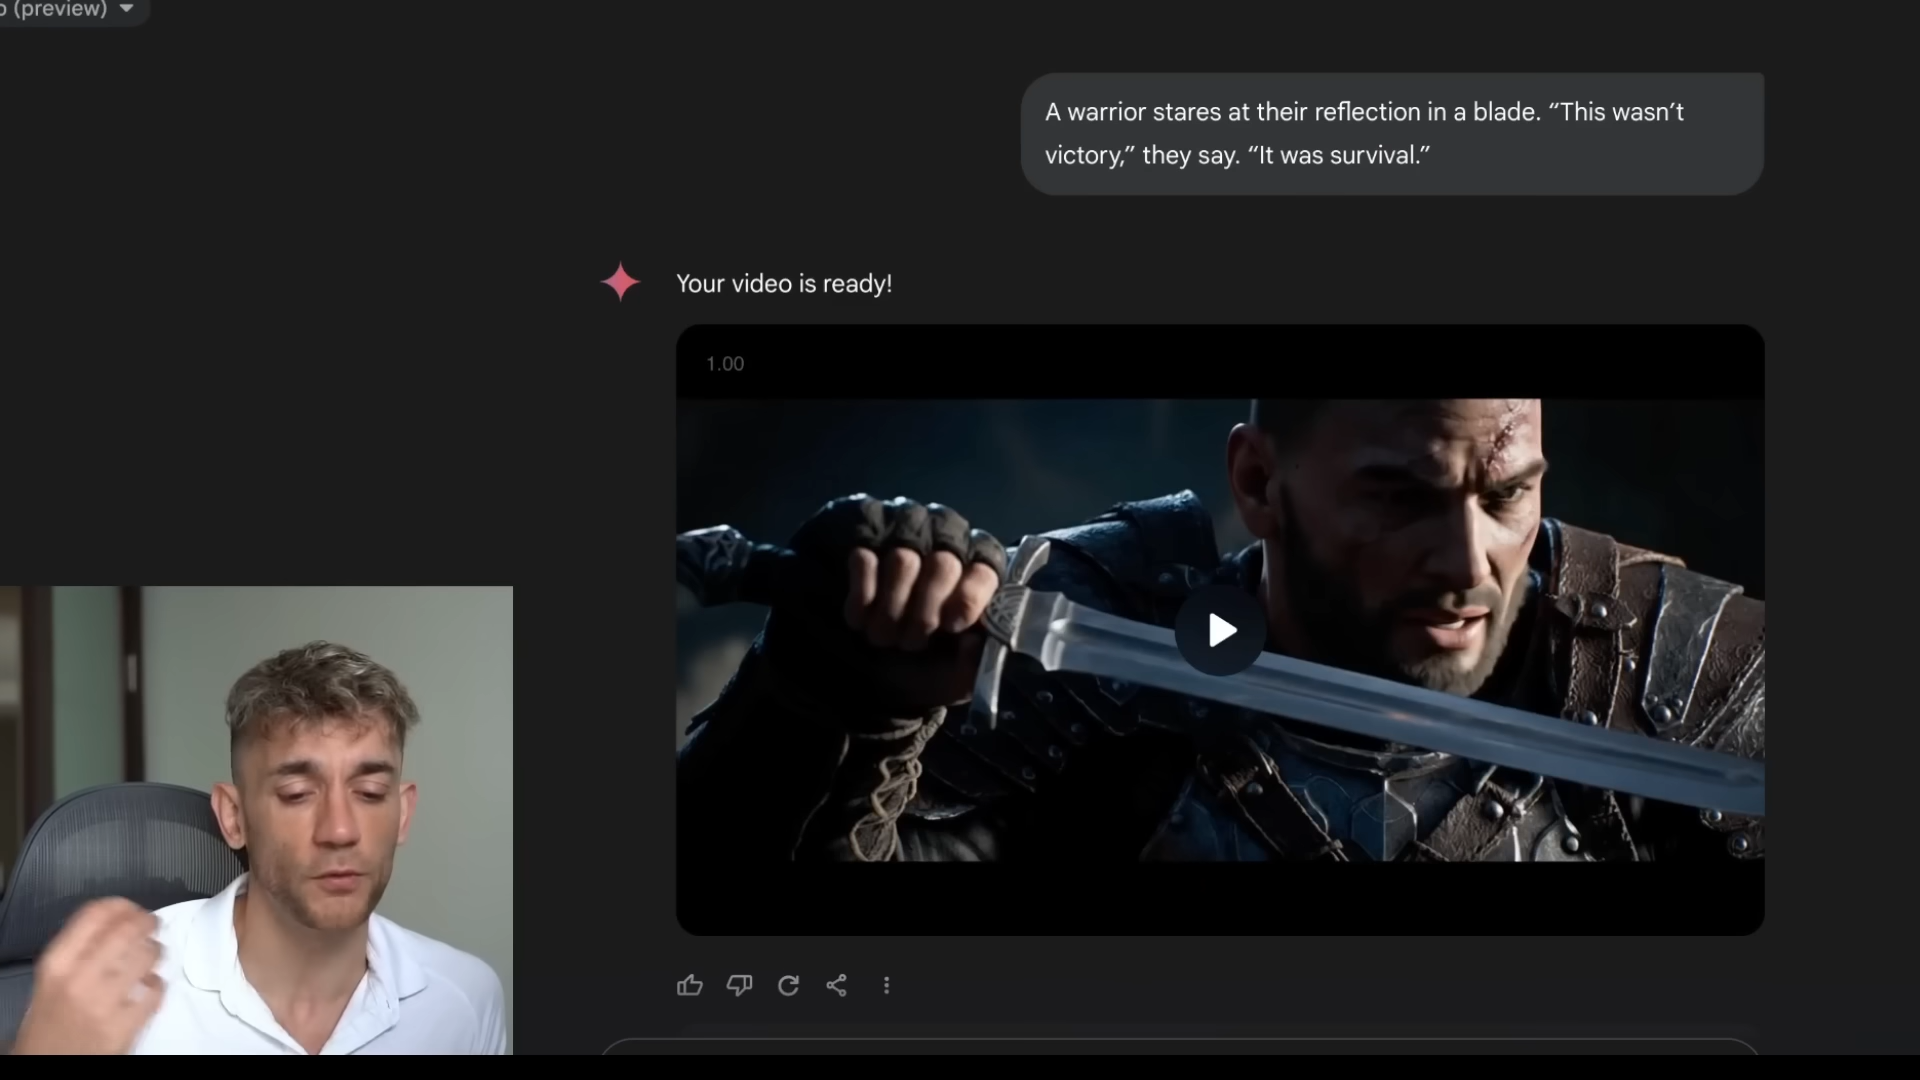 (preview)
A warrior stares at their reflection in a blade. “This wasn’t
victory,” they say. “It was survival.”
Your video is ready!
1.00